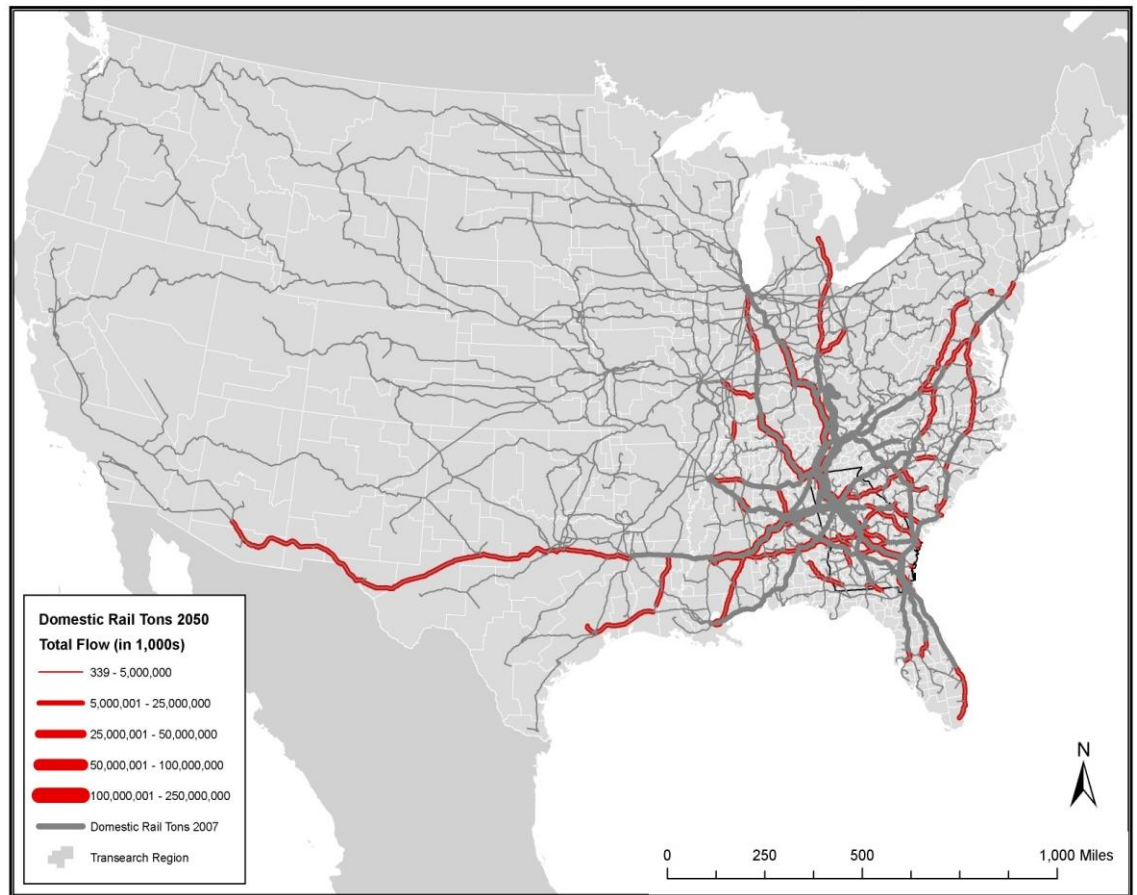 Domestic Rail Tons 2050
Total Flow (in 1,000s)
339 - 5,000,000
5,000,001 - 25,000,000
25,000,001 - 50,000,000
50,000,001 - 100,000,000
100,000,001 - 250,000,000
Domestic Rail Tons 2007
Transearch Region
N
0 250 500 1,000 Miles